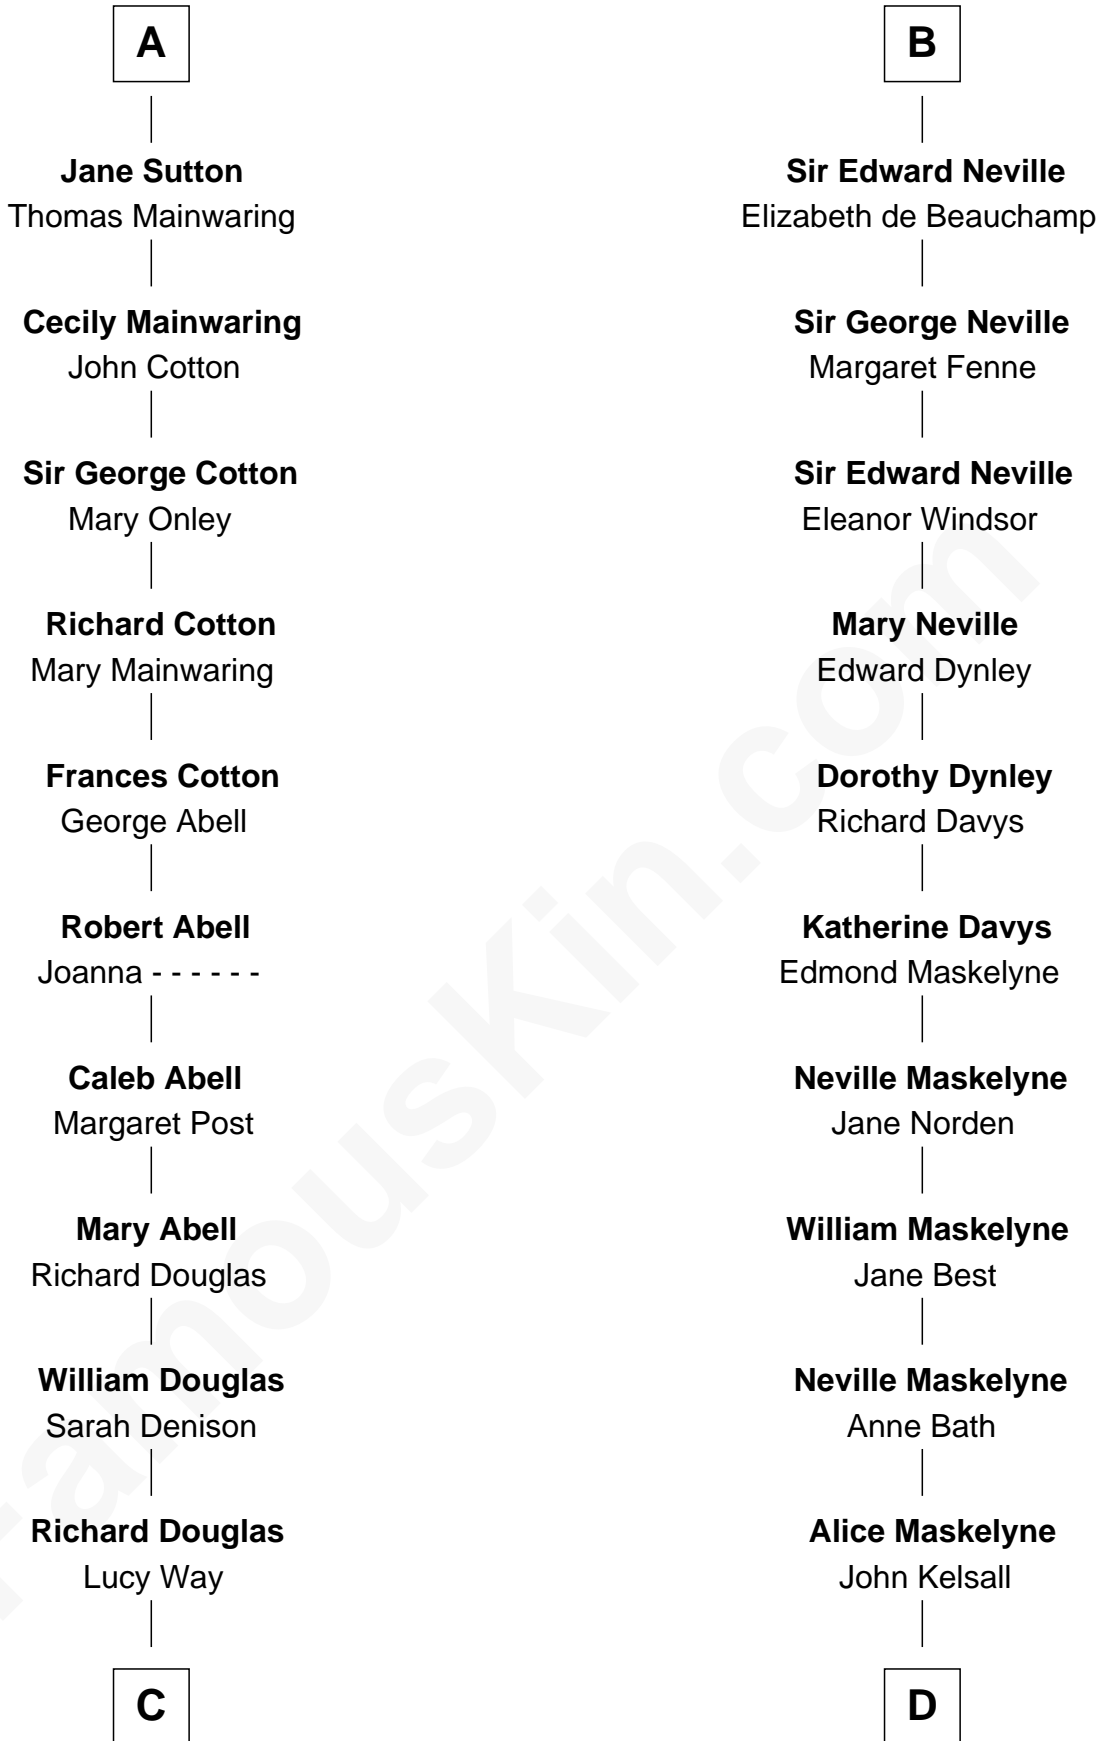 A
Jane Sutton
Thomas Mainwaring
Cecily Mainwaring
John Cotton
Sir George Cotton
Mary Onley
Richard Cotton
Mary Mainwaring
Frances Cotton
George Abell
Robert Abell
Joanna - - - - - -
Caleb Abell
Margaret Post
Mary Abell
Richard Douglas
William Douglas
Sarah Denison
Richard Douglas
Lucy Way
C
B
Sir Edward Neville
Elizabeth de Beauchamp
Sir George Neville
Margaret Fenne
Sir Edward Neville
Eleanor Windsor
Mary Neville
Edward Dynley
Dorothy Dynley
Richard Davys
Katherine Davys
Edmond Maskelyne
Neville Maskelyne
Jane Norden
William Maskelyne
Jane Best
Neville Maskelyne
Anne Bath
Alice Maskelyne
John Kelsall
D
FamousKin.com